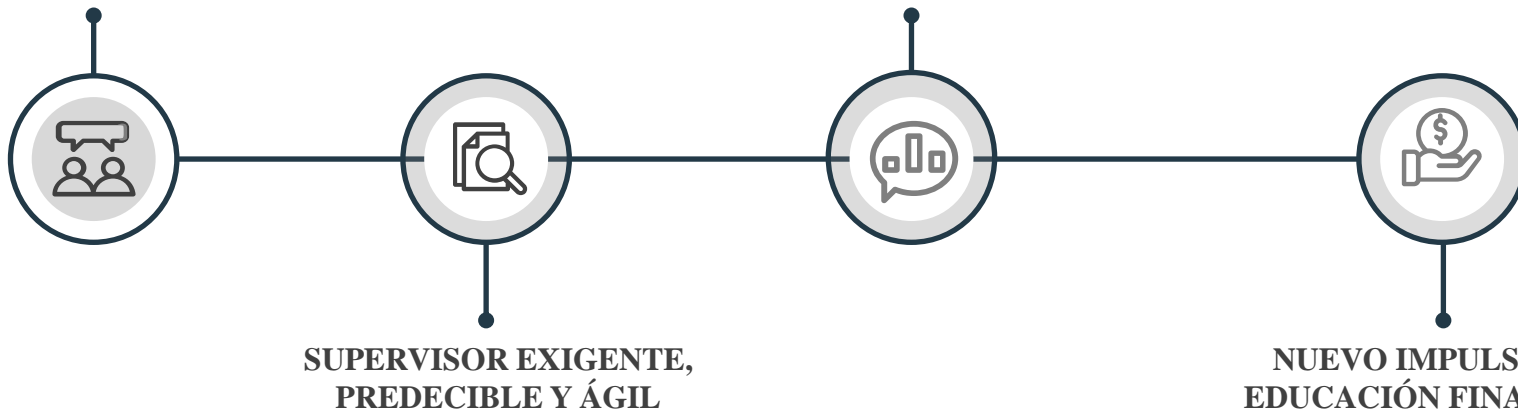 SUPERVISOR EXIGENTE,
PREDECIBLE Y ÁGIL
NUEVO IMPULS
EDUCACIÓN FINA